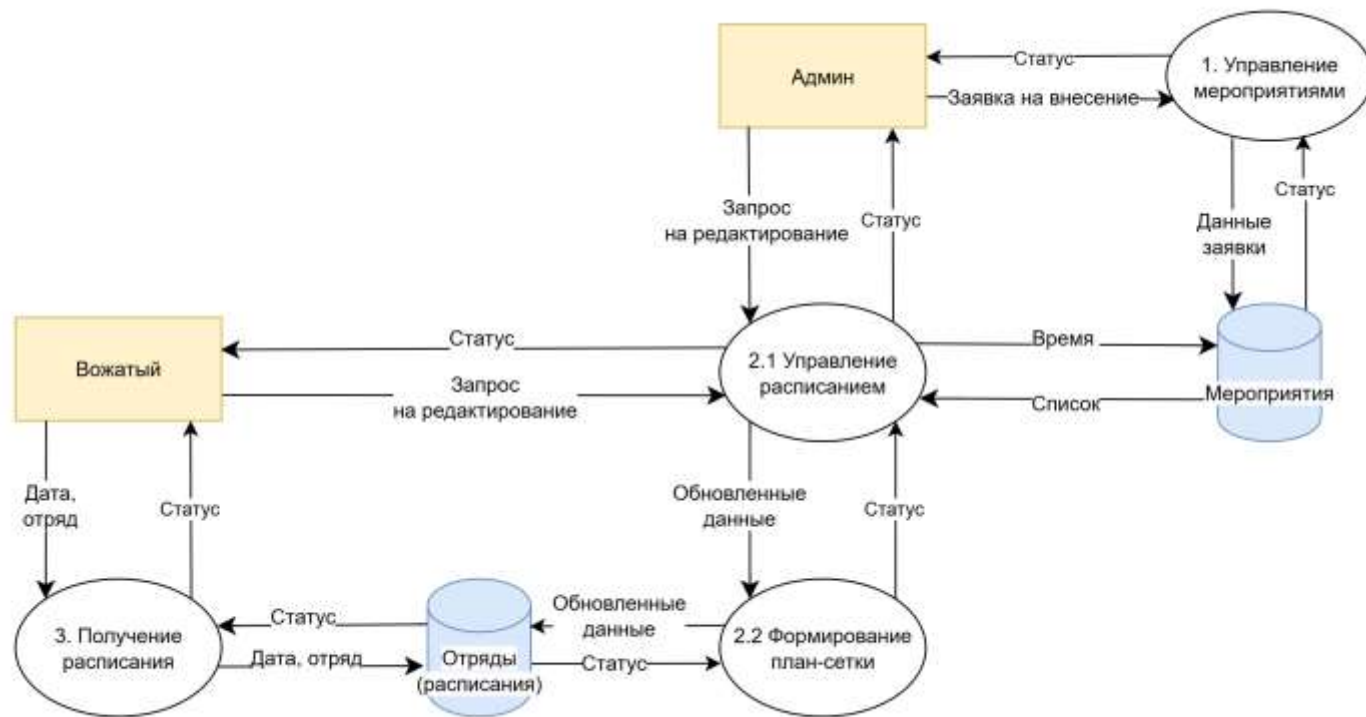 Админ
Статус
Заявка на внесение
1. Управление
мероприятиями
Запрос
на редактирование
Статус
Данные
заявки
Статус
Вожатый
Статус
Запрос
на редактирование
2.1 Управление
расписанием
Время
Список
Мероприятия
Дата,
отряд
Статус
Обновленные
данные
Статус
3. Получение
расписания
Статус
Дата, отряд
Отряды
(расписания)
Обновленные
данные
Статус
2.2 Формирование
план-сетки